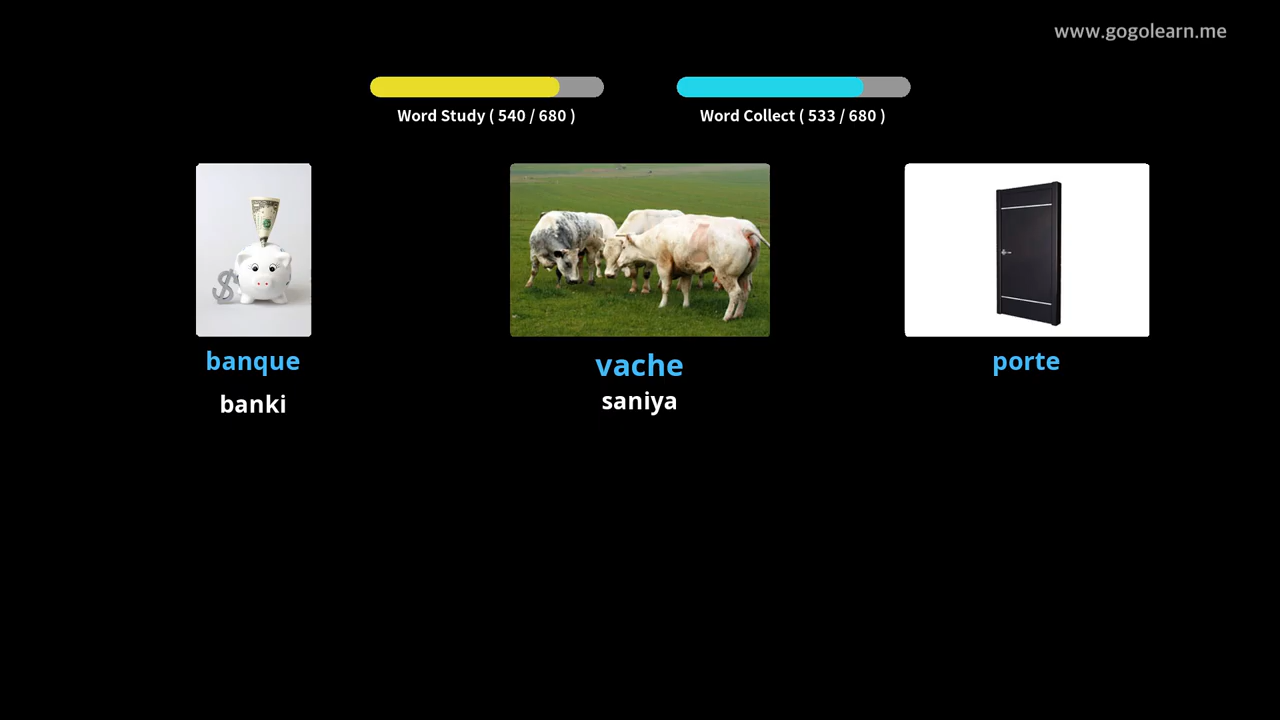 www.gogolearn.me
Word Study ( 540 / 680 )
Word Collect ( 533 / 680 )
banque
vache
porte
banki
saniya